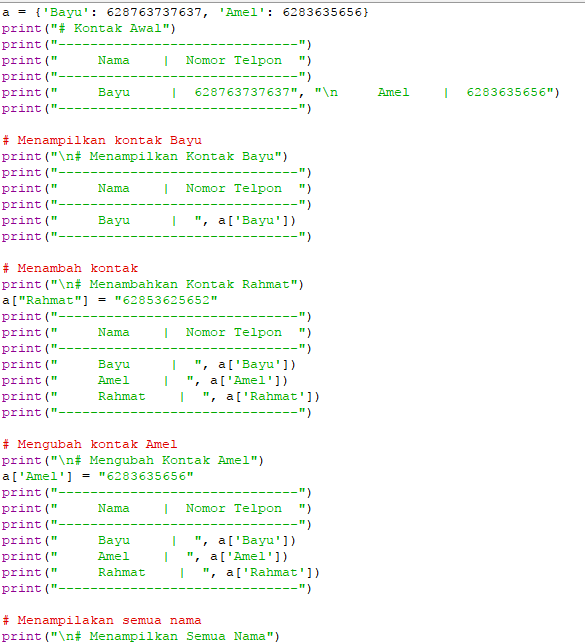 a = {'Bayu': 628763737637, 'Amel': 6283635656}
print("# Kontak Awal")
print("------------------------------")
print("     Nama    |  Nomor Telpon  ")
print("------------------------------")
print("     Bayu     |  628763737637", "\n     Amel    |  6283635656")
print("------------------------------")

# Menampilkan kontak Bayu
print("\n# Menampilkan Kontak Bayu")
print("------------------------------")
print("     Nama    |  Nomor Telpon  ")
print("------------------------------")
print("     Bayu     |  ", a['Bayu'])
print("------------------------------")

# Menambah kontak
print("\n# Menambahkan Kontak Rahmat")
a["Rahmat"] = "62853625652"
print("------------------------------")
print("     Nama    |  Nomor Telpon  ")
print("------------------------------")
print("     Bayu     |  ", a['Bayu'])
print("     Amel    |  ", a['Amel'])
print("     Rahmat    |  ", a['Rahmat'])
print("------------------------------")

# Mengubah kontak Amel
print("\n# Mengubah Kontak Amel")
a['Amel'] = "6283635656"
print("------------------------------")
print("     Nama    |  Nomor Telpon  ")
print("------------------------------")
print("     Bayu     |  ", a['Bayu'])
print("     Amel    |  ", a['Amel'])
print("     Rahmat    |  ", a['Rahmat'])
print("------------------------------")

# Menampilakan semua nama
print("\n# Menampilkan Semua Nama")